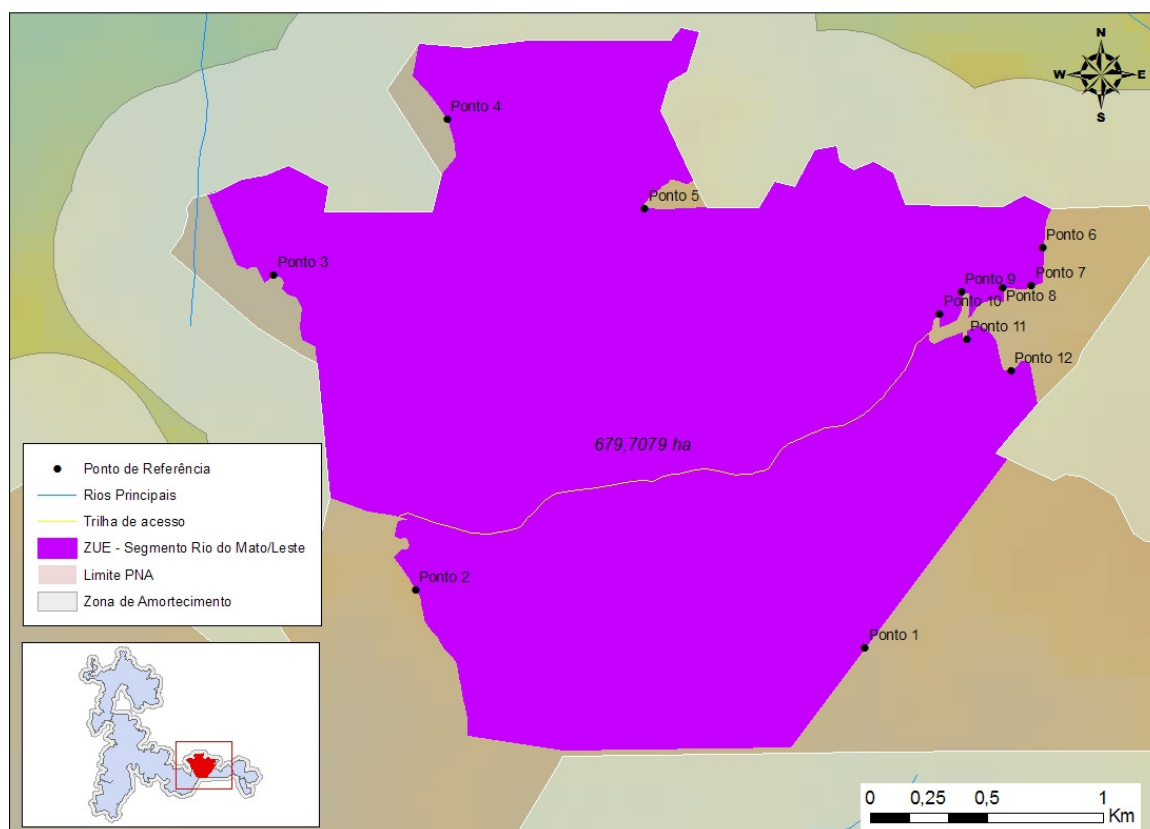 N
W E
S
Ponto 4
Ponto 5
Ponto 6
Ponto 3
Ponto 7
Ponto 9
Ponto 8
Ponto 10
Ponto 11
Ponto 12
679,7079 ha
Ponto 2
Ponto 1
Ponto de Referência
Rios Principais
Trilha de acesso
ZUE - Segmento Rio do Mato/Leste
Limite PNA
Zona de Amortecimento
0 0,25 0,5 1
Km